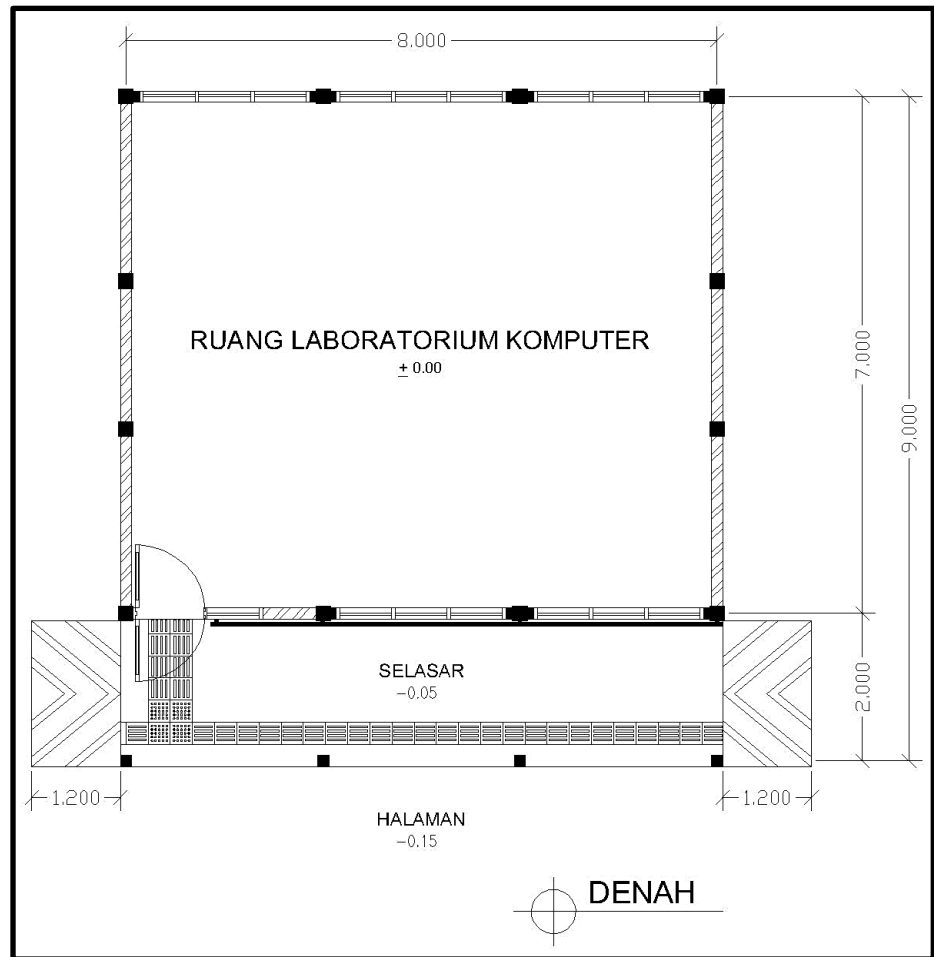 8.000
RUANG LABORATORIUM KOMPUTER
± 0.00
7.000
9.000
SELASAR
-0.05
2.000
1.200
1.200
HALAMAN
-0.15
DENAH